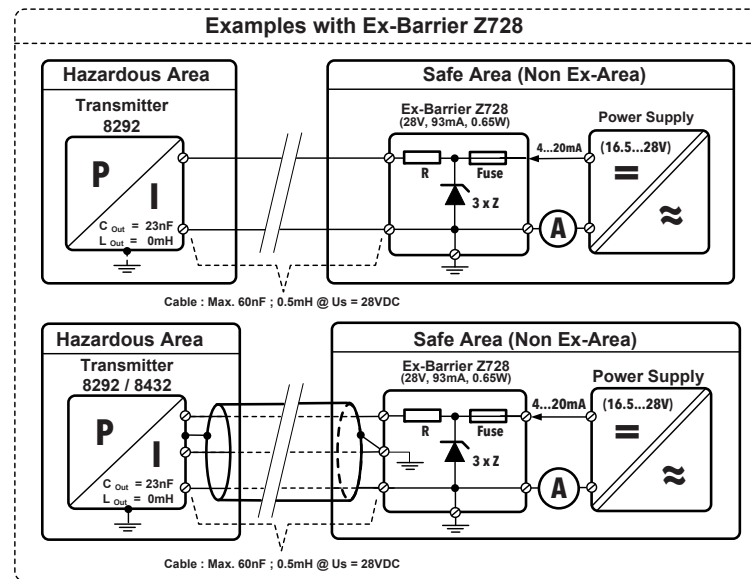 Examples with Ex-Barrier Z728
Hazardous Area
Safe Area (Non Ex-Area)
Transmitter
8292
Ex-Barrier Z728
(28V, 93mA, 0.65W)
Power Supply
P
I
C Out = 23nF
L Out = 0mH
R
Fuse
3 x Z
4...20mA
A
(16.5...28V)
=
≈
Cable : Max. 60nF ; 0.5mH @ Us = 28VDC
Hazardous Area
Safe Area (Non Ex-Area)
Transmitter
8292 / 8432
Ex-Barrier Z728
(28V, 93mA, 0.65W)
Power Supply
P
I
C Out = 23nF
L Out = 0mH
R
Fuse
3 x Z
4...20mA
A
(16.5...28V)
=
≈
Cable : Max. 60nF ; 0.5mH @ Us = 28VDC